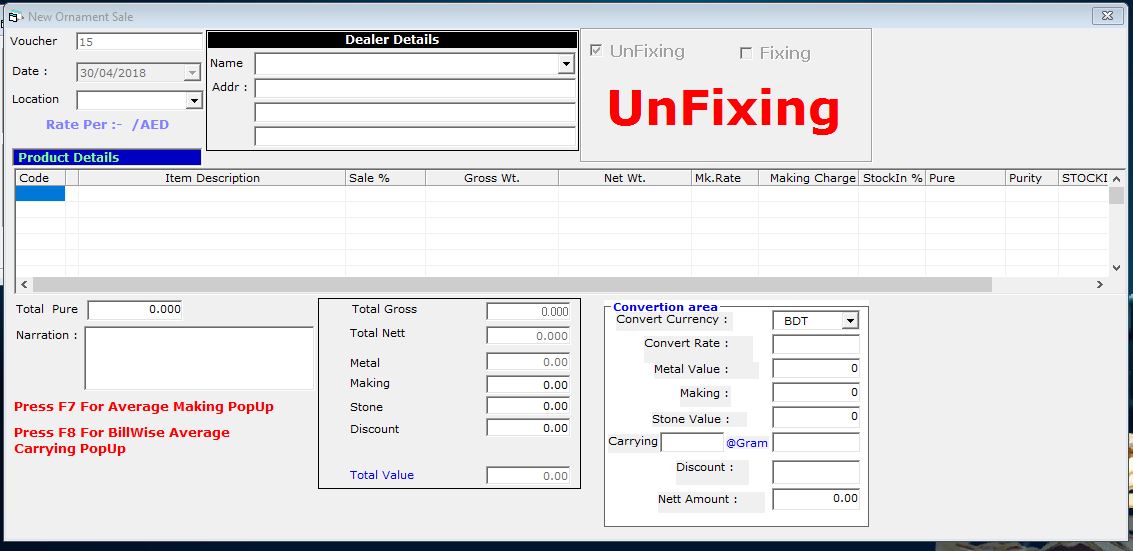 New Ornament Sale
Voucher 15
Date : 30/04/2018
Location
Rate Per :- /AED
Dealer Details
Name
Addr :
UnFixing Fixing
UnFixing
Product Details
Code Item Description Sale % Gross Wt. Net Wt. Mk.Rate Making Charge StockIn % Pure Purity STOCKI
Total Pure 0.000
Narration :
Press F7 For Average Making PopUp
Press F8 For BillWise Average
Carrying PopUp
Total Gross 0.000
Total Nett 0.000
Metal 0.00
Making 0.00
Stone 0.00
Discount 0.00
Total Value 0.00
Convertion area
Convert Currency : BDT
Convert Rate :
Metal Value : 0
Making : 0
Stone Value : 0
Carrying @Gram
Discount :
Nett Amount : 0.00